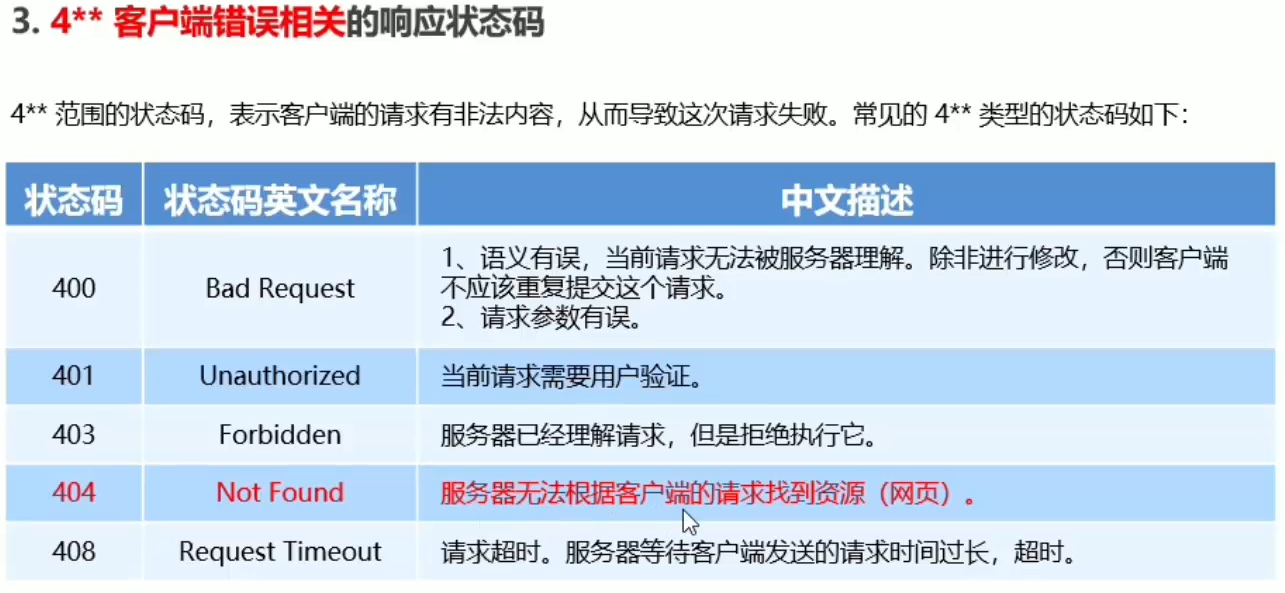 3. 4** 客户端错误相关的响应状态码
4** 范围的状态码，表示客户端的请求有非法内容，从而导致这次请求失败。常见的 4** 类型的状态码如下：
状态码 状态码英文名称 中文描述
400 Bad Request 1、语义有误，当前请求无法被服务器理解。除非进行修改，否则客户端
不应该重复提交这个请求。
2、请求参数有误。
401 Unauthorized 当前请求需要用户验证。
403 Forbidden 服务器已经理解请求，但是拒绝执行它。
404 Not Found 服务器无法根据客户端的请求找到资源（网页）。
408 Request Timeout 请求超时。服务器等待客户端发送的请求时间过长，超时。